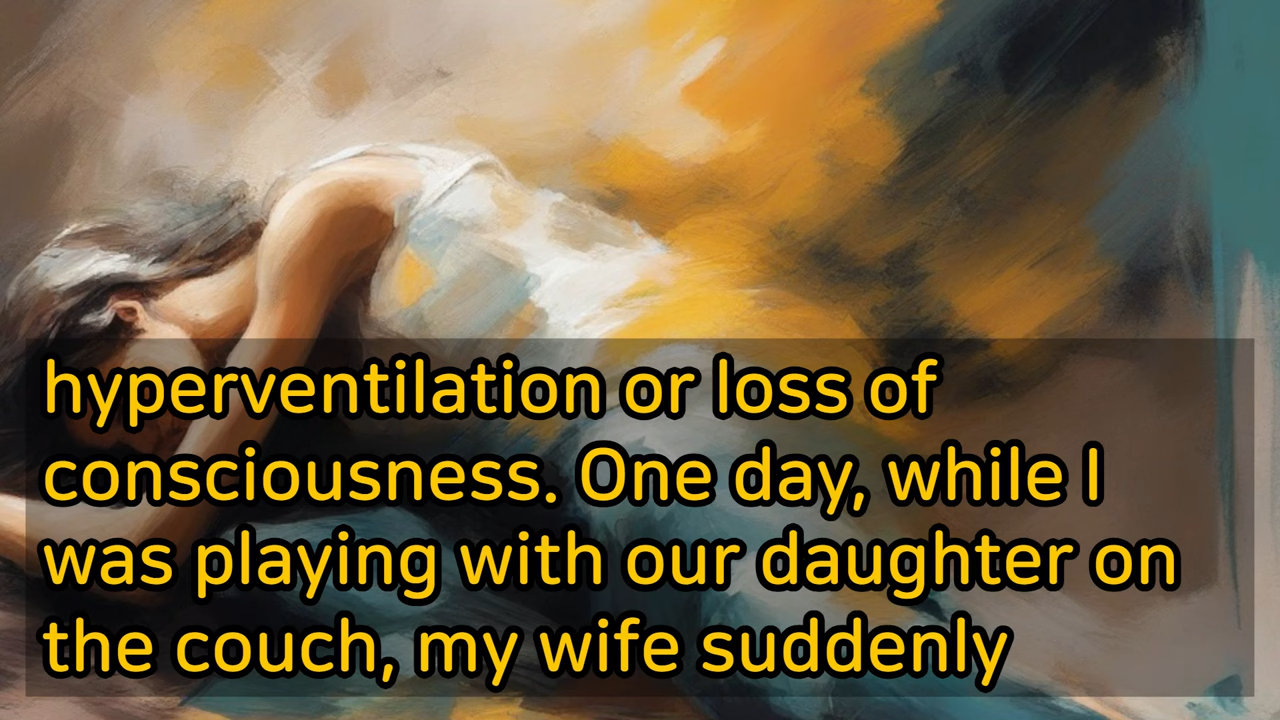 hyperventilation or loss of
consciousness. One day, while I
was playing with our daughter on
the couch, my wife suddenly